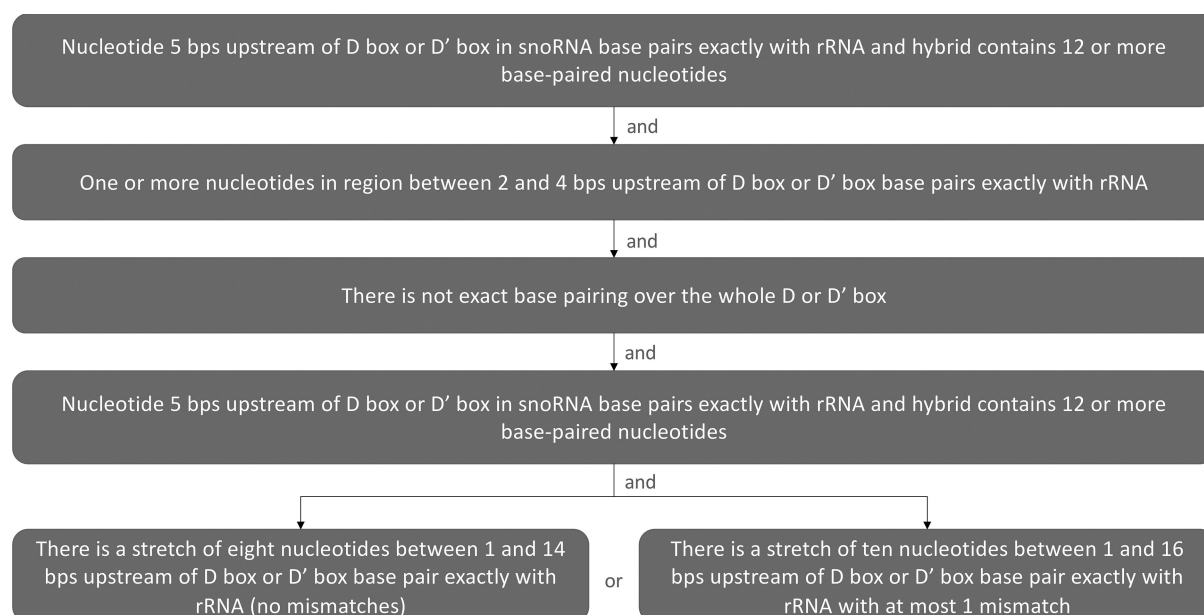 Nucleotide 5 bps upstream of D box or D’ box in snoRNA base pairs exactly with rRNA and hybrid contains 12 or more
base-paired nucleotides
and
One or more nucleotides in region between 2 and 4 bps upstream of D box or D’ box base pairs exactly with rRNA
and
There is not exact base pairing over the whole D or D’ box
and
Nucleotide 5 bps upstream of D box or D’ box in snoRNA base pairs exactly with rRNA and hybrid contains 12 or more
base-paired nucleotides
and
There is a stretch of eight nucleotides between 1 and 14
bps upstream of D box or D’ box base pair exactly with
rRNA (no mismatches)
or
There is a stretch of ten nucleotides between 1 and 16
bps upstream of D box or D’ box base pair exactly with
rRNA with at most 1 mismatch